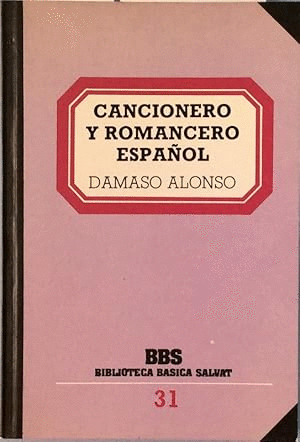 CANCIONERO
Y ROMANCERO
ESPAÑOL
DAMASO ALONSO
BBS
BIBLIOTECA BASICA SALVAT
31